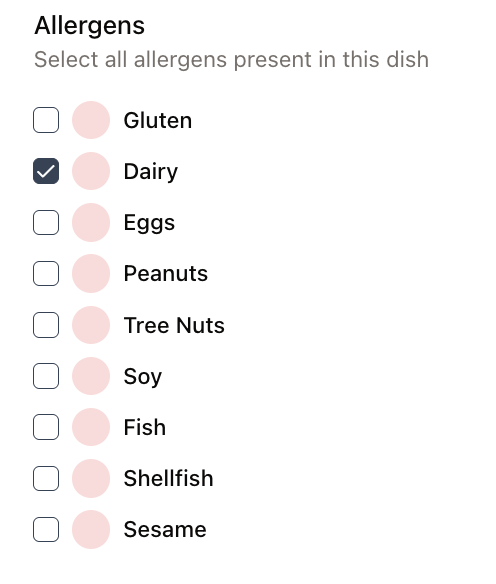 Allergens
Select all allergens present in this dish
Gluten
Dairy
Eggs
Peanuts
Tree Nuts
Soy
Fish
Shellfish
Sesame